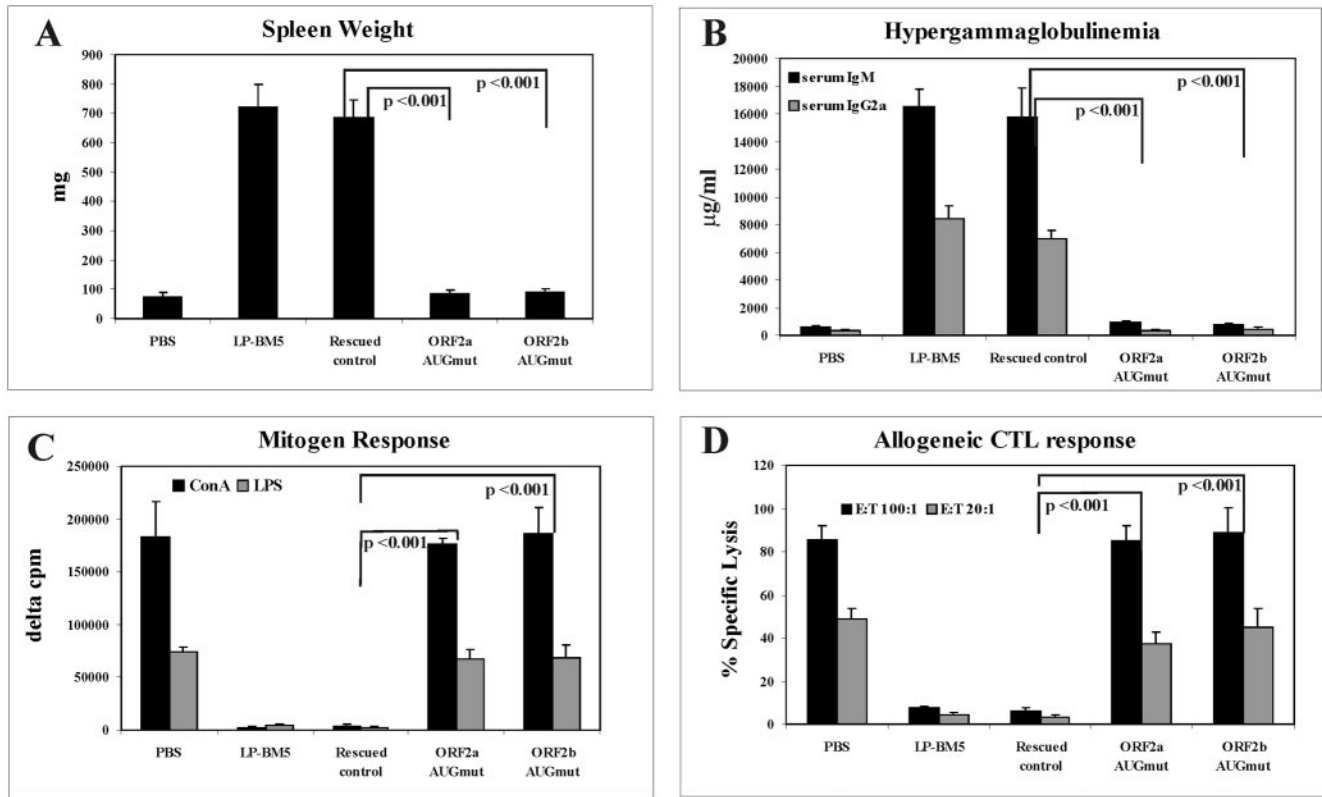 A
Spleen Weight
900
800
700
600
500
400
300
200
100
0
mg
p <0.001
p <0.001
PBS
LP-BM5
Rescued
control
ORF2a
AUGmut
ORF2b
AUGmut
B
Hypergammaglobulinemia
20000
18000
16000
14000
12000
10000
8000
6000
4000
2000
0
µg/ml
serum IgM
serum IgG2a
p <0.001
p <0.001
PBS
LP-BM5
Rescued control
ORF2a
AUGmut
ORF2b
AUGmut
C
Mitogen Response
250000
200000
150000
100000
50000
0
delta cpm
ConA LPS
p <0.001
p <0.001
PBS
LP-BM5
Rescued
control
ORF2a
AUGmut
ORF2b
AUGmut
D
Allogeneic CTL response
120
100
80
60
40
20
0
% Specific Lysis
E:T 100:1 E:T 20:1
p <0.001
p <0.001
PBS
LP-BM5
Rescued
control
ORF2a
AUGmut
ORF2b
AUGmut